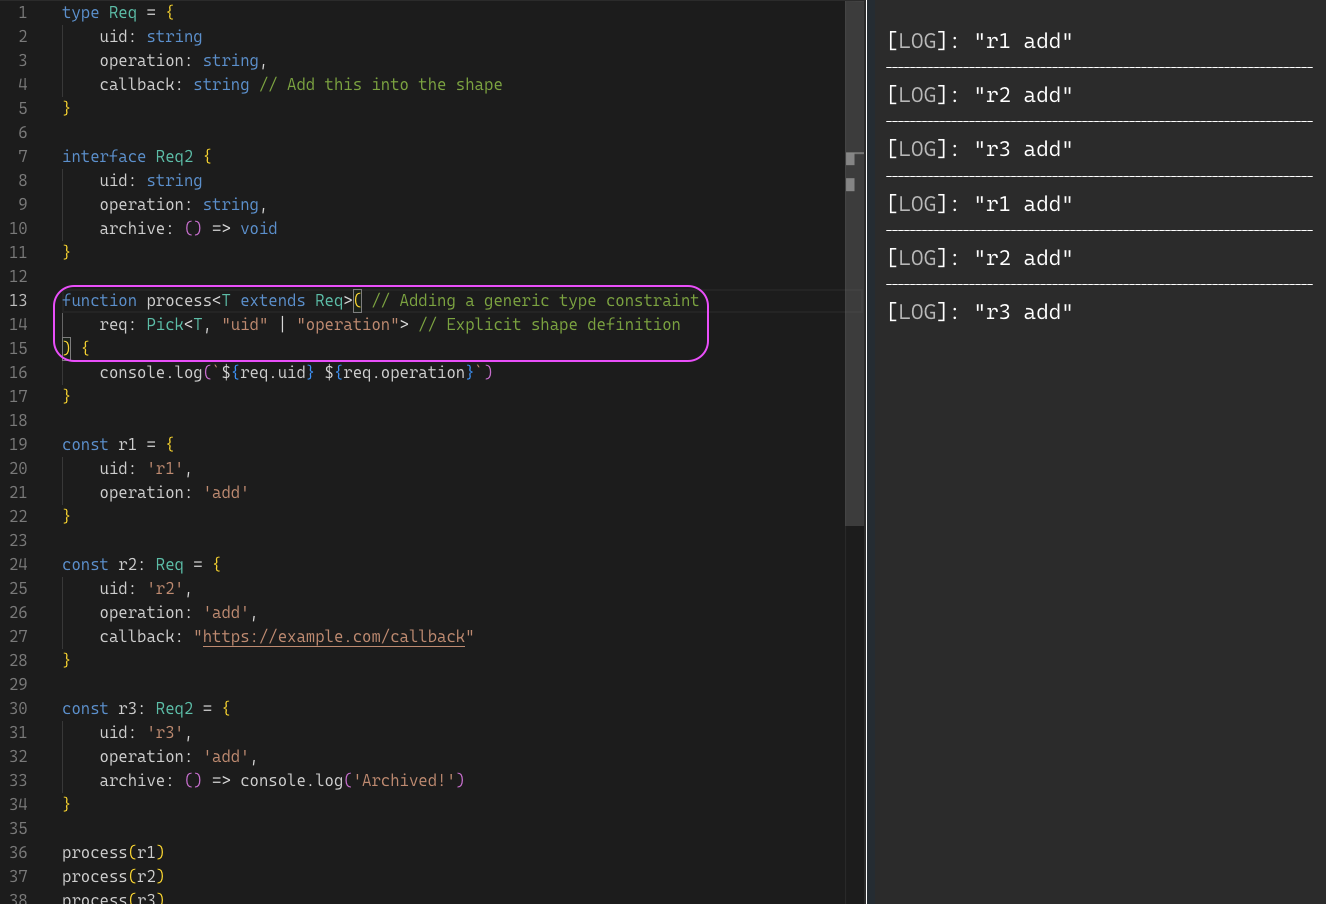 1 type Req = {
2 uid: string
3 operation: string,
4 callback: string // Add this into the shape
5 }
6
7 interface Req2 {
8 uid: string
9 operation: string,
10 archive: () => void
11 }
12
13 function process<T extends Req>( // Adding a generic type constraint
14 req: Pick<T, "uid" | "operation"> // Explicit shape definition
15 ) {
16 console.log(`${req.uid} ${req.operation}`)
17 }
18
19 const r1 = {
20 uid: 'r1',
21 operation: 'add'
22 }
23
24 const r2: Req = {
25 uid: 'r2',
26 operation: 'add',
27 callback: "https://example.com/callback"
28 }
29
30 const r3: Req2 = {
31 uid: 'r3',
32 operation: 'add',
33 archive: () => console.log('Archived!')
34 }
35
36 process(r1)
37 process(r2)
38 process(r3)
[LOG]: "r1 add"
[LOG]: "r2 add"
[LOG]: "r3 add"
[LOG]: "r1 add"
[LOG]: "r2 add"
[LOG]: "r3 add"